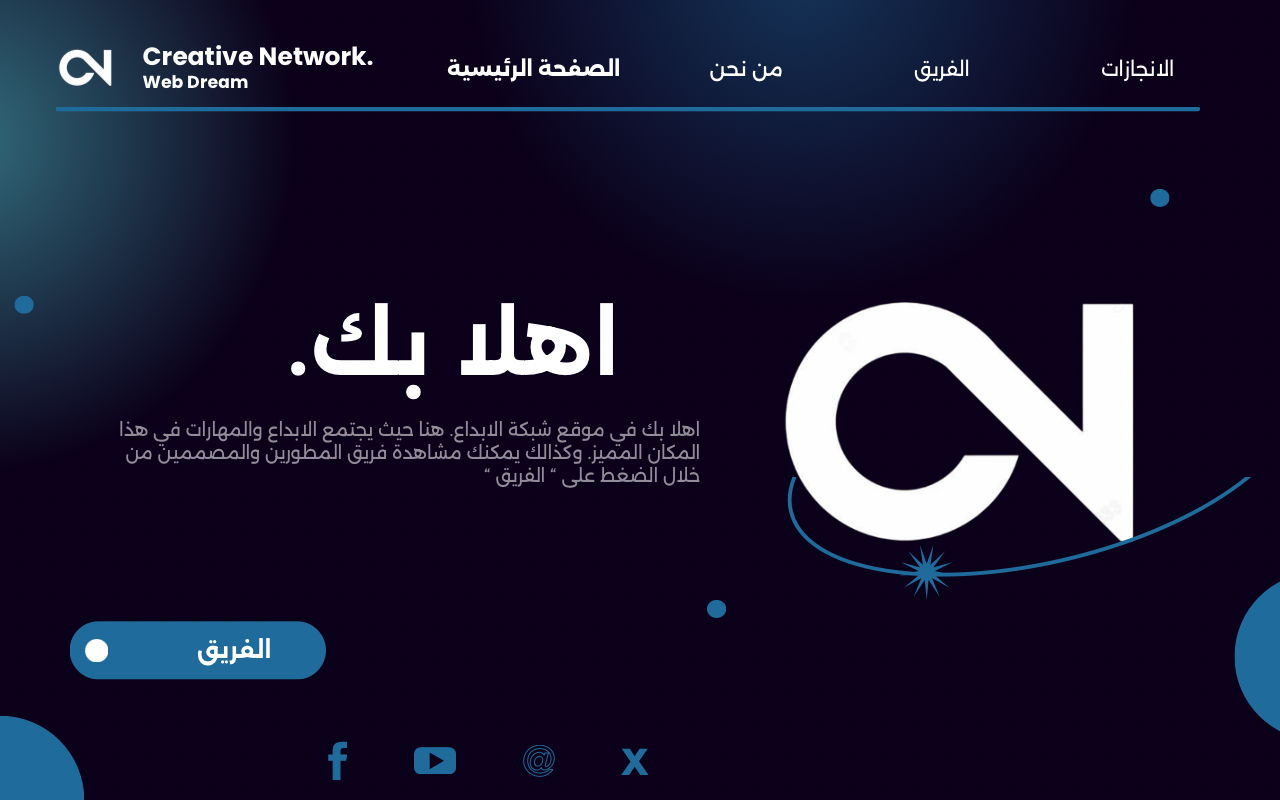 Creative Network.
Web Dream
الصفحة الرئيسية
من نحن
الفريق
الانجازات
اهلا بك.
اهلا بك في موقع شبكة الابداع. هنا حيث يجتمع الابداع والمهارات في هذا
المكان المميز. وكذالك يمكنك مشاهدة فريق المطورين والمصممين من
خلال الضغط على “ الفريق “
الفريق